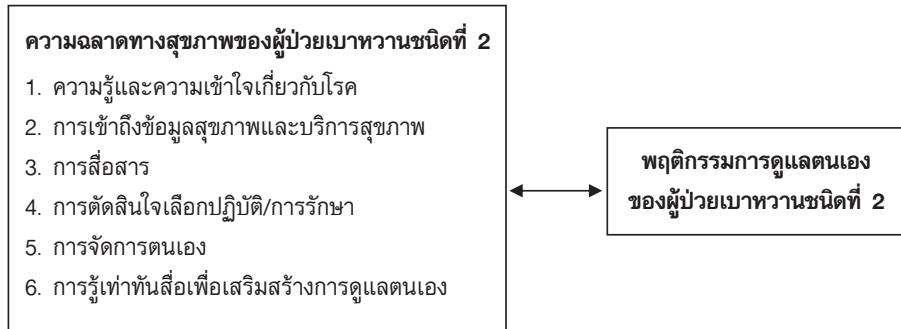 ความฉลาดทางสุขภาพของผู้ป่วยเบาหวานชนิดที่ 2
1. ความรู้และความเข้าใจเกี่ยวกับโรค
2. การเข้าถึงข้อมูลสุขภาพและบริการสุขภาพ
3. การสื่อสาร
4. การตัดสินใจเลือกปฏิบัติ/การรักษา
5. การจัดการตนเอง
6. การรู้เท่าทันสื่อเพื่อเสริมสร้างการดูแลตนเอง
พฤติกรรมการดูแลตนเอง
ของผู้ป่วยเบาหวานชนิดที่ 2